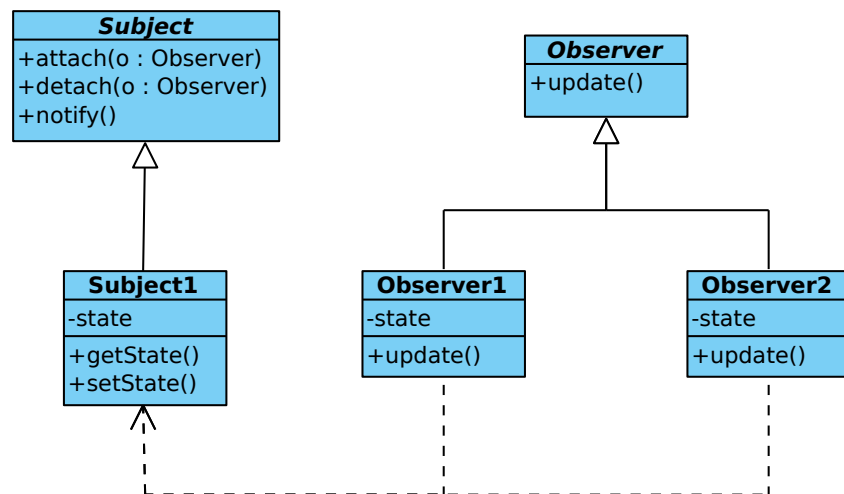 Subject
+attach(o : Observer)
+detach(o : Observer)
+notify()
Observer
+update()
Subject1
-state
+getState()
+setState()
Observer1
-state
+update()
Observer2
-state
+update()